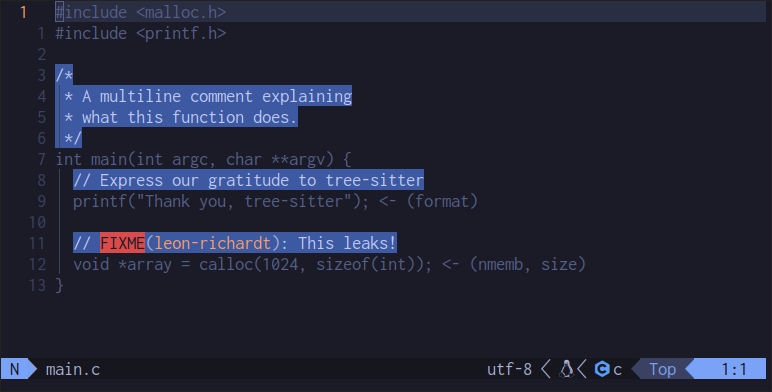 1 #include <malloc.h>
1 #include <printf.h>
2
3 /*
4 * A multiline comment explaining
5 * what this function does.
6 */
7 int main(int argc, char **argv) {
8 // Express our gratitude to tree-sitter
9 printf("Thank you, tree-sitter"); <- (format)
10
11 // FIXME(leon-richardt): This leaks!
12 void *array = calloc(1024, sizeof(int)); <- (nmemb, size)
13 }
N main.c utf-8 c Top 1:1